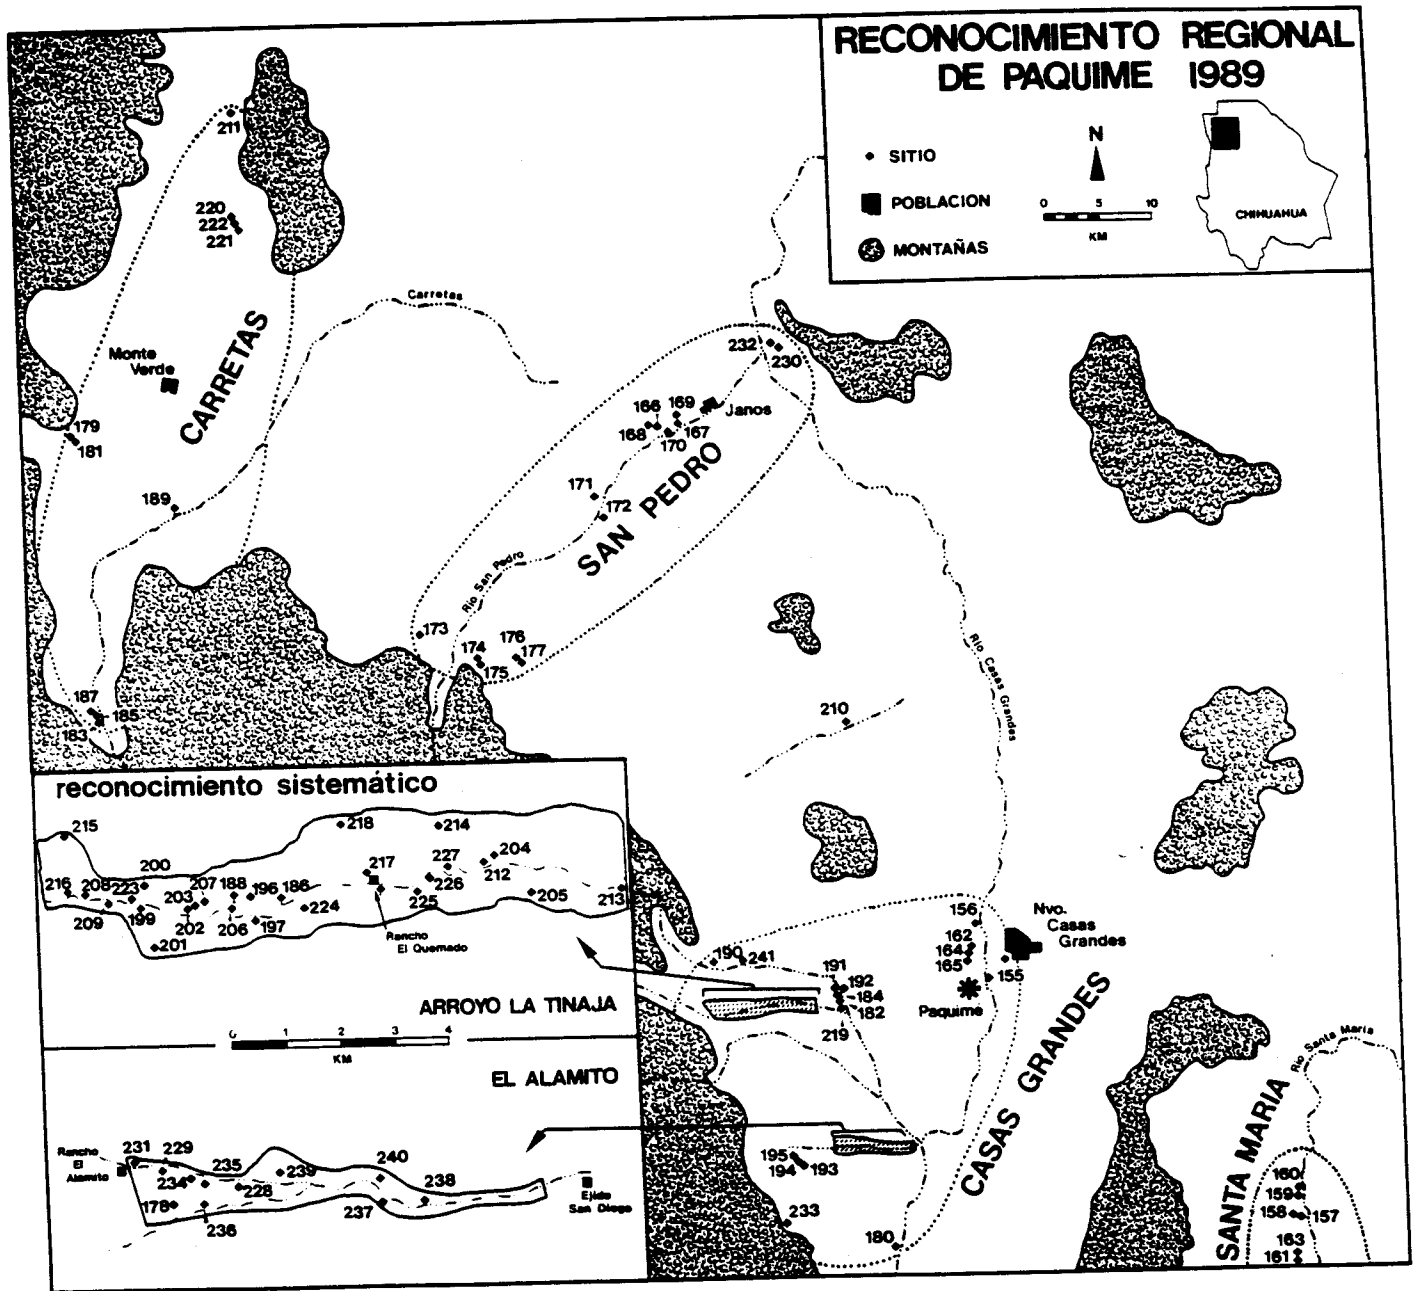 RECONOCIMIENTO REGIONAL
DE PAQUIME 1989
N
SITIO
POBLACION
MONTAÑAS
0 5 10
KM
CHIHUAHUA
211
220
222
221
Carretas
Monte
Verde
CARRETAS
179
181
189
187
185
183
232
230
169
166
Janos
168
167
170
171
172
SAN PEDRO
Rio San Pedro
173
174
175
176
177
Rio Casas Grandes
210
reconocimiento sistemático
215
218
214
200
217
227
204
212
216
208
223
207
188
196
186
226
203
225
205
213
209
199
202
206
224
197
201
Rancho
El Quemado
ARROYO LA TINAJA
0 1 2 3 4
KM
EL ALAMITO
Rancho
El
Alamito
231
229
235
239
240
234
228
238
178
236
237
Ejido
San Diego
156
Nvo.
Casas
Grandes
162
164
165
155
190
241
191
192
184
182
219
Paquime
CASAS GRANDES
195
194
193
233
180
Rio Santa María
SANTA MARIA
160
159
158
157
163
161